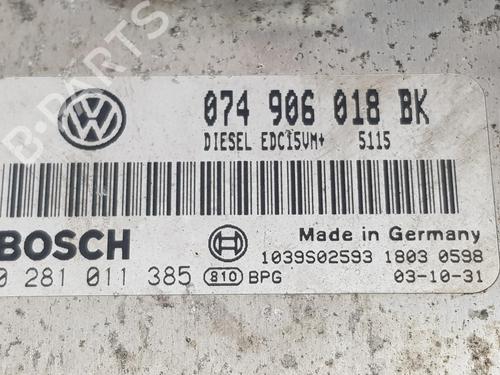 B-PARTS
074 906 018 BK
DIESEL EDC15VM+ 5115
BOSCH
Made in Germany
1039S02593 1803 0598
0 281 011 385 810 BPG 03-10-31